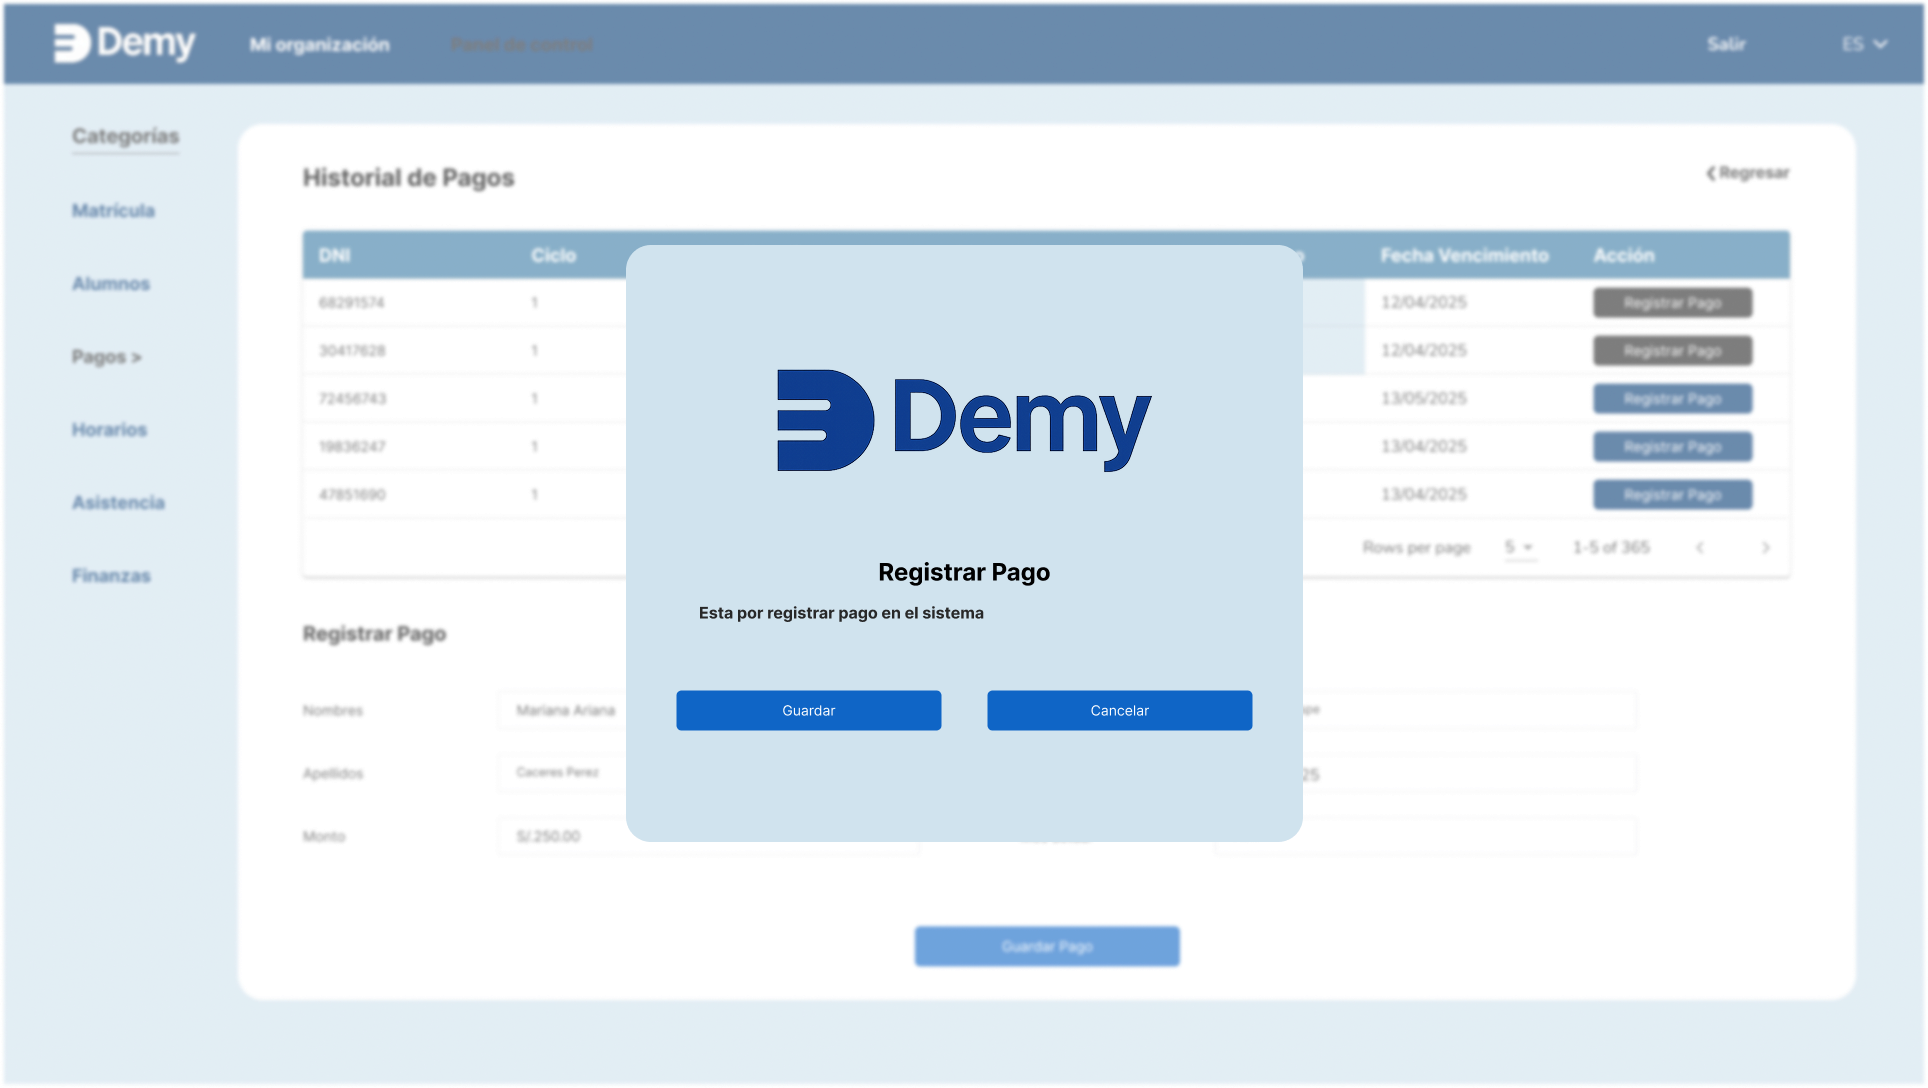 Demy Mi organización Panel de control Salir ES
Categorías
Matrícula
Alumnos
Pagos >
Horarios
Asistencia
Finanzas
Historial de Pagos
Regresar
DNI Ciclo Fecha Vencimiento Acción
68291574 1 12/04/2025 Registrar Pago
30417628 1 12/04/2025 Registrar Pago
72456743 1 13/05/2025 Registrar Pago
19836247 1 13/04/2025 Registrar Pago
47851690 1 13/04/2025 Registrar Pago
Rows per page 5 1-5 of 365
Demy
Registrar Pago
Esta por registrar pago en el sistema
Guardar Cancelar
Registrar Pago
Nombres Mariana Ariana
Apellidos Caceres Perez
Monto S/.250.00
Guardar Pago